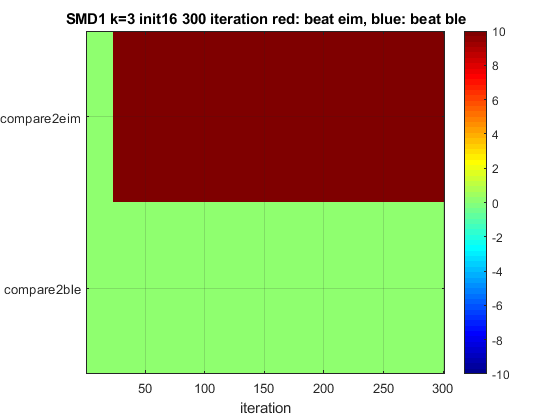 SMD1 k=3 init16 300 iteration red: beat eim, blue: beat ble
compare2eim
compare2ble
50 100 150 200 250 300
iteration
10
8
6
4
2
0
-2
-4
-6
-8
-10